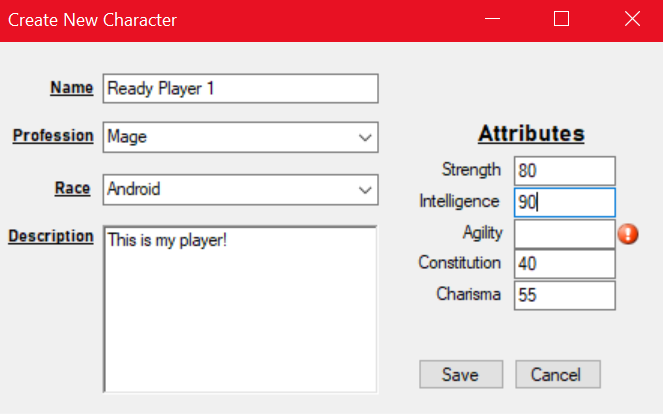 Create New Character
Name Ready Player 1
Profession Mage
Race Android
Description This is my player!
Attributes
Strength 80
Intelligence 90
Agility
Constitution 40
Charisma 55
Save Cancel